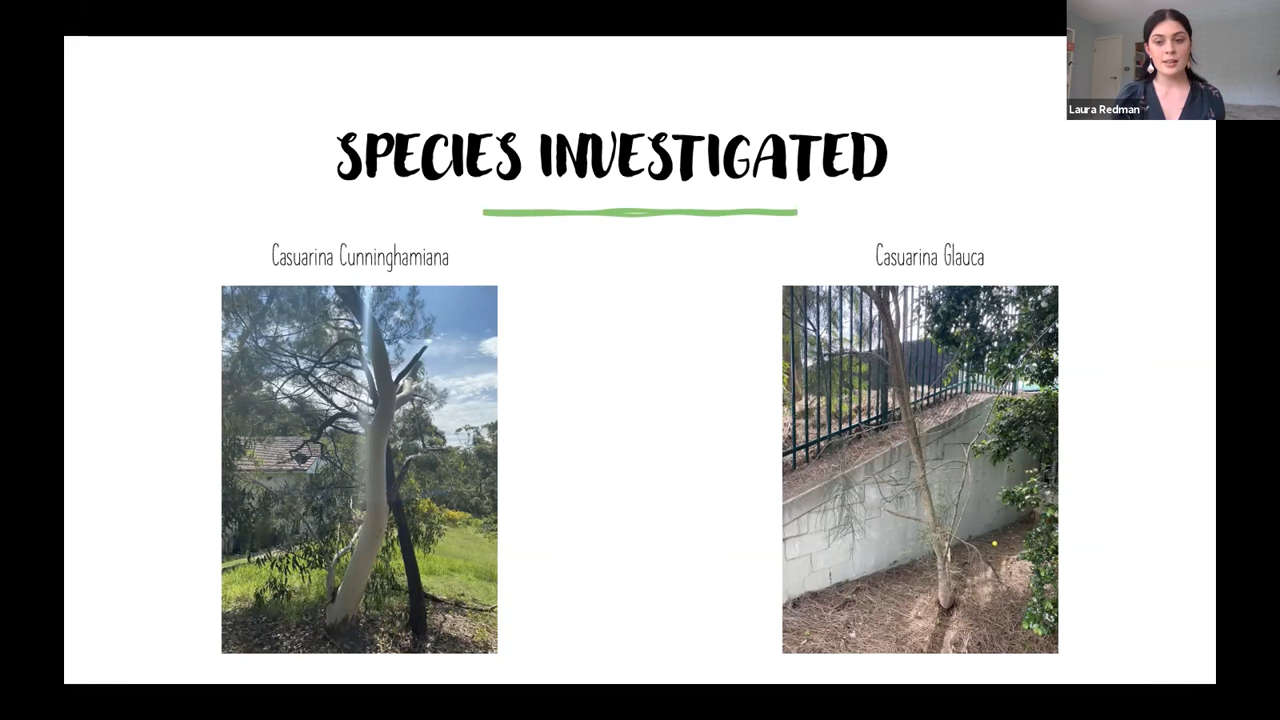 Laura Redman
SPECIES INVESTIGATED
Casuarina Cunninghamiana
Casuarina Glauca